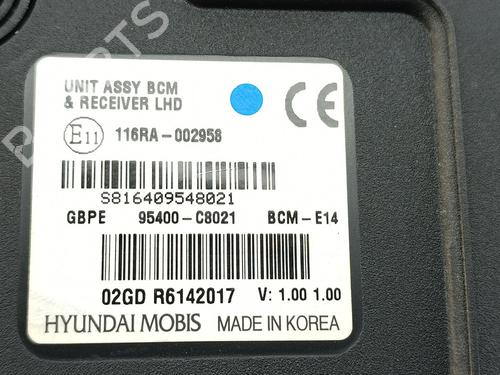 UNIT ASSY BCM
& RECEIVER LHD
CE
E11 116RA-002958
S816409548021
GBPE 95400-C8021 BCM-E14
02GD R6142017 V: 1.00 1.00
HYUNDAI MOBIS MADE IN KOREA